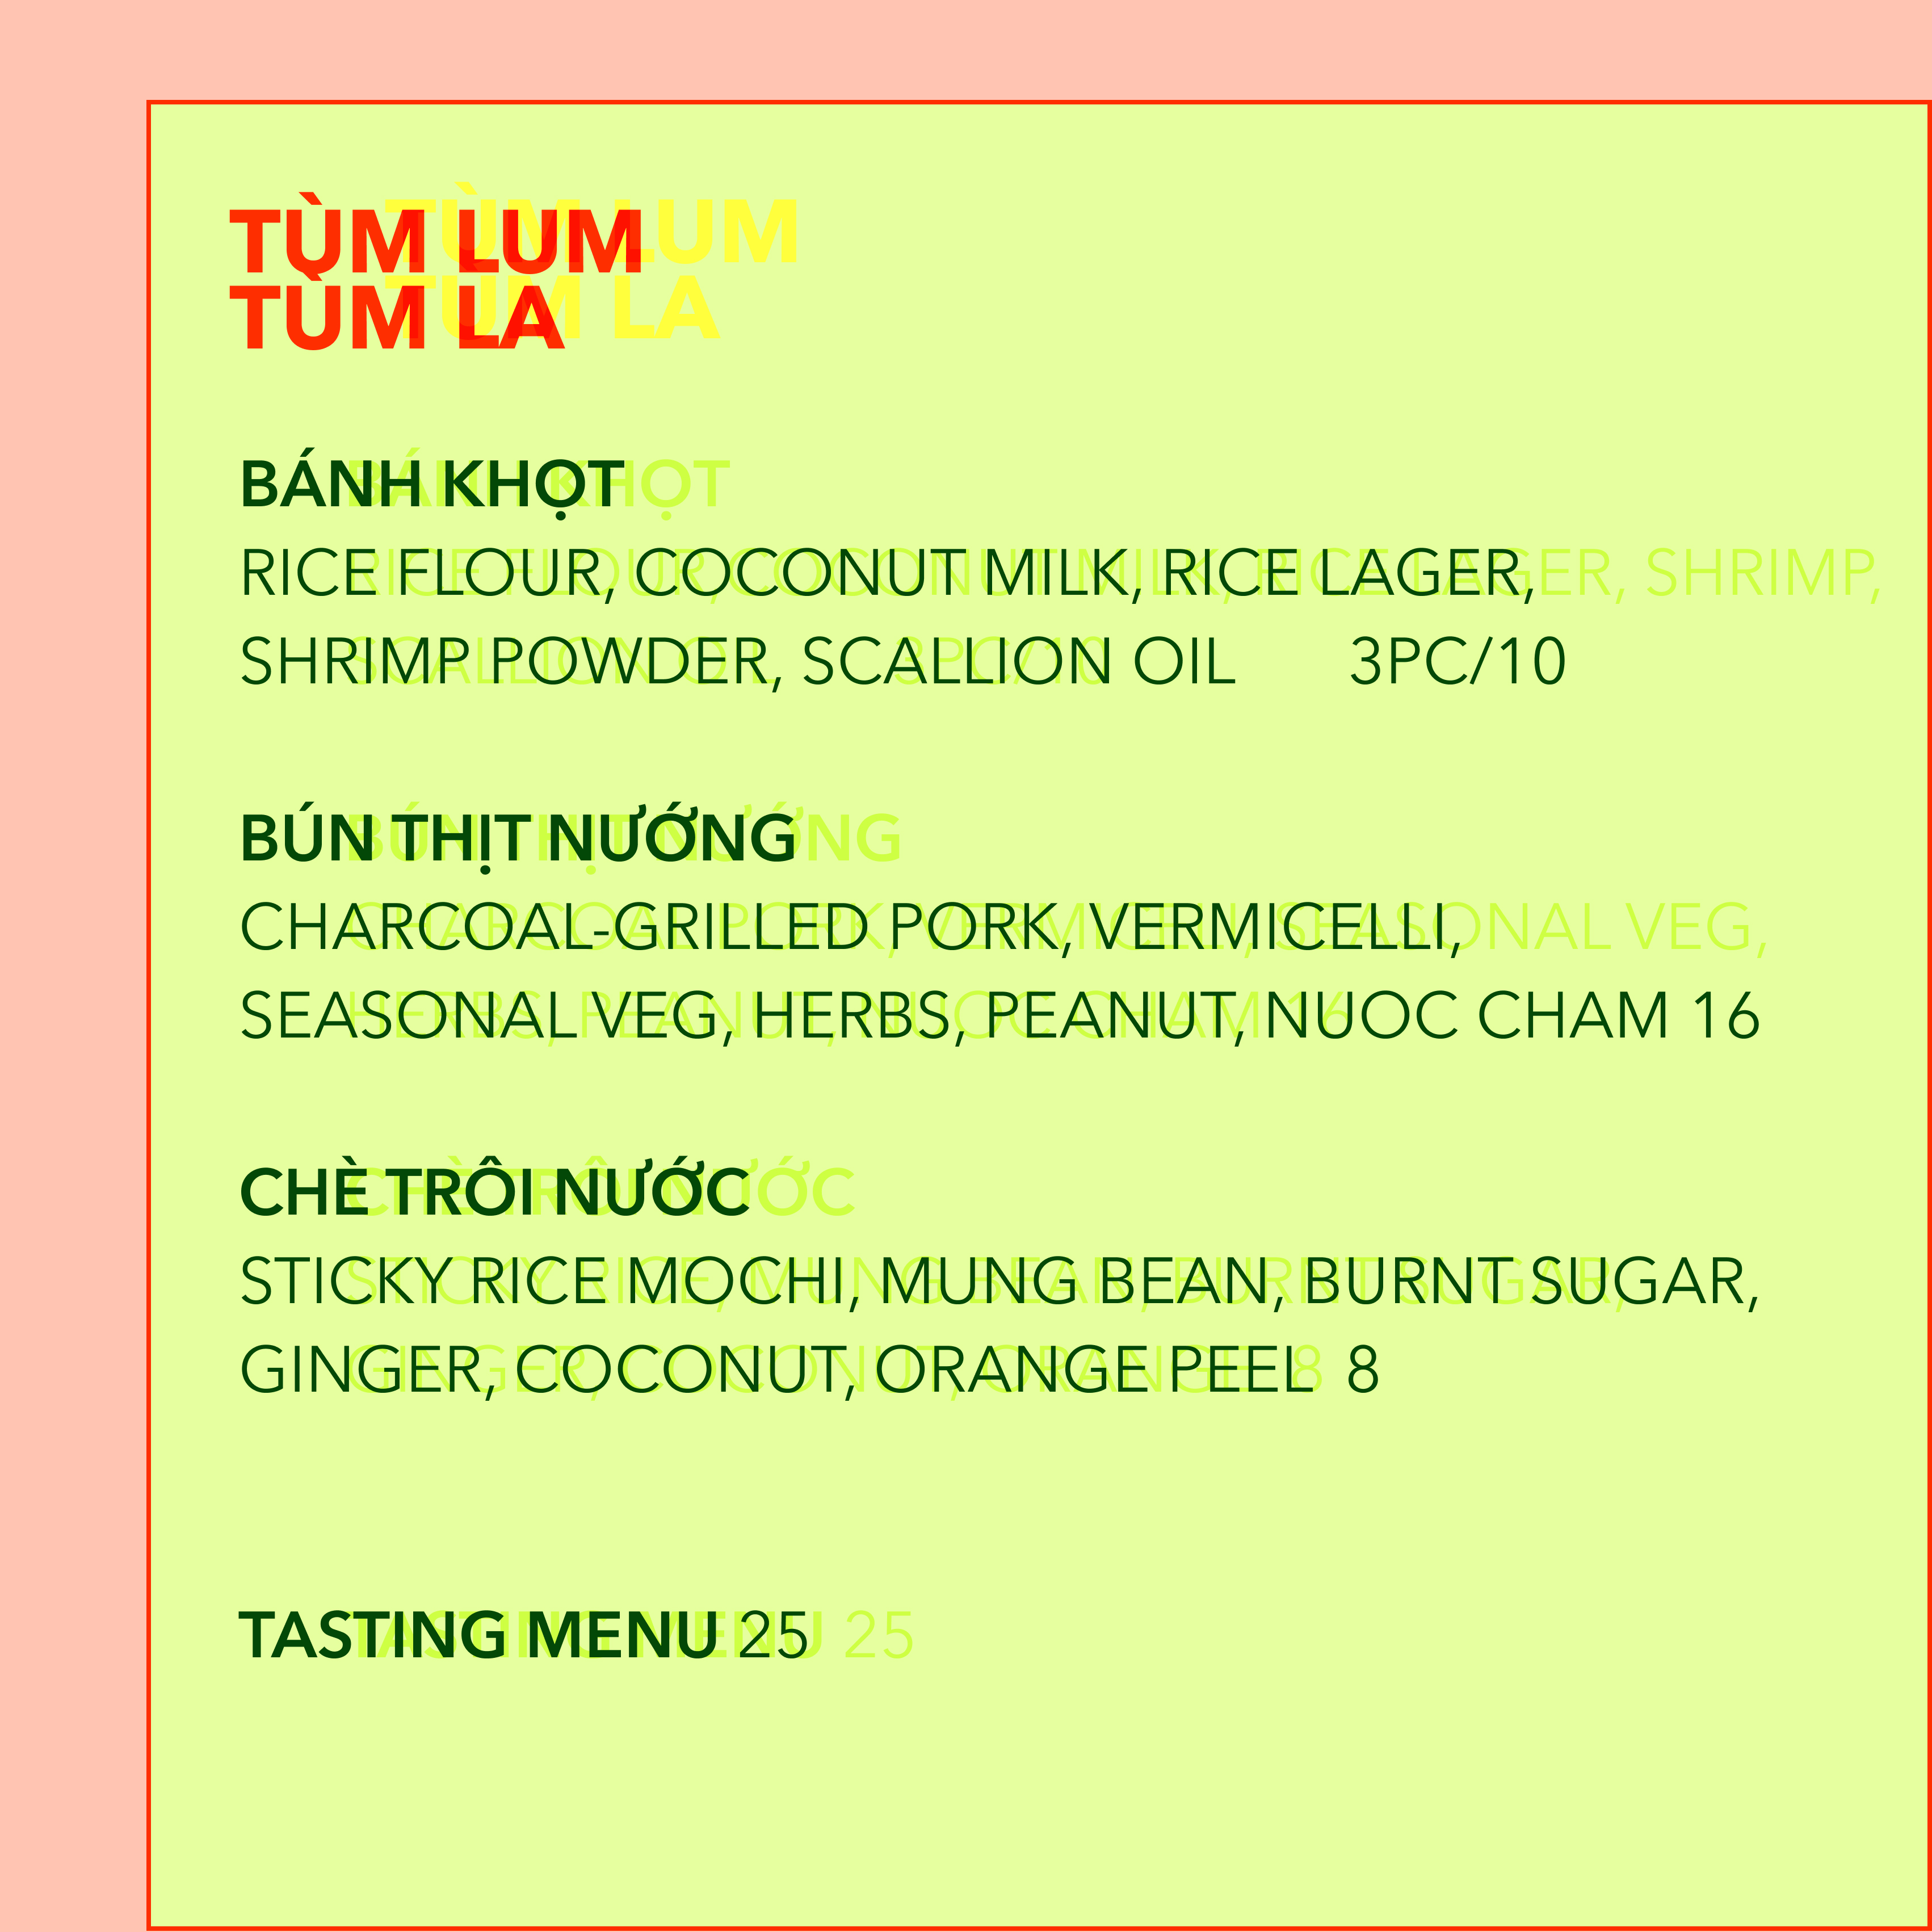 TÙM LUM
TÙM LA
BÁNH KHỌT
RICE FLOUR, COCONUT MILK, RICE LAGER,
SHRIMP POWDER, SCALLION OIL 3PC/10
BÚN THỊT NƯỚNG
CHARCOAL-GRILLED PORK, VERMICELLI,
SEASONAL VEG, HERBS, PEANUT, NUOC CHAM 16
CHÈ TRÔI NƯỚC
STICKY RICE MOCHI, MUNG BEAN, BURNT SUGAR,
GINGER, COCONUT, ORANGE PEEL 8
TASTING MENU 25